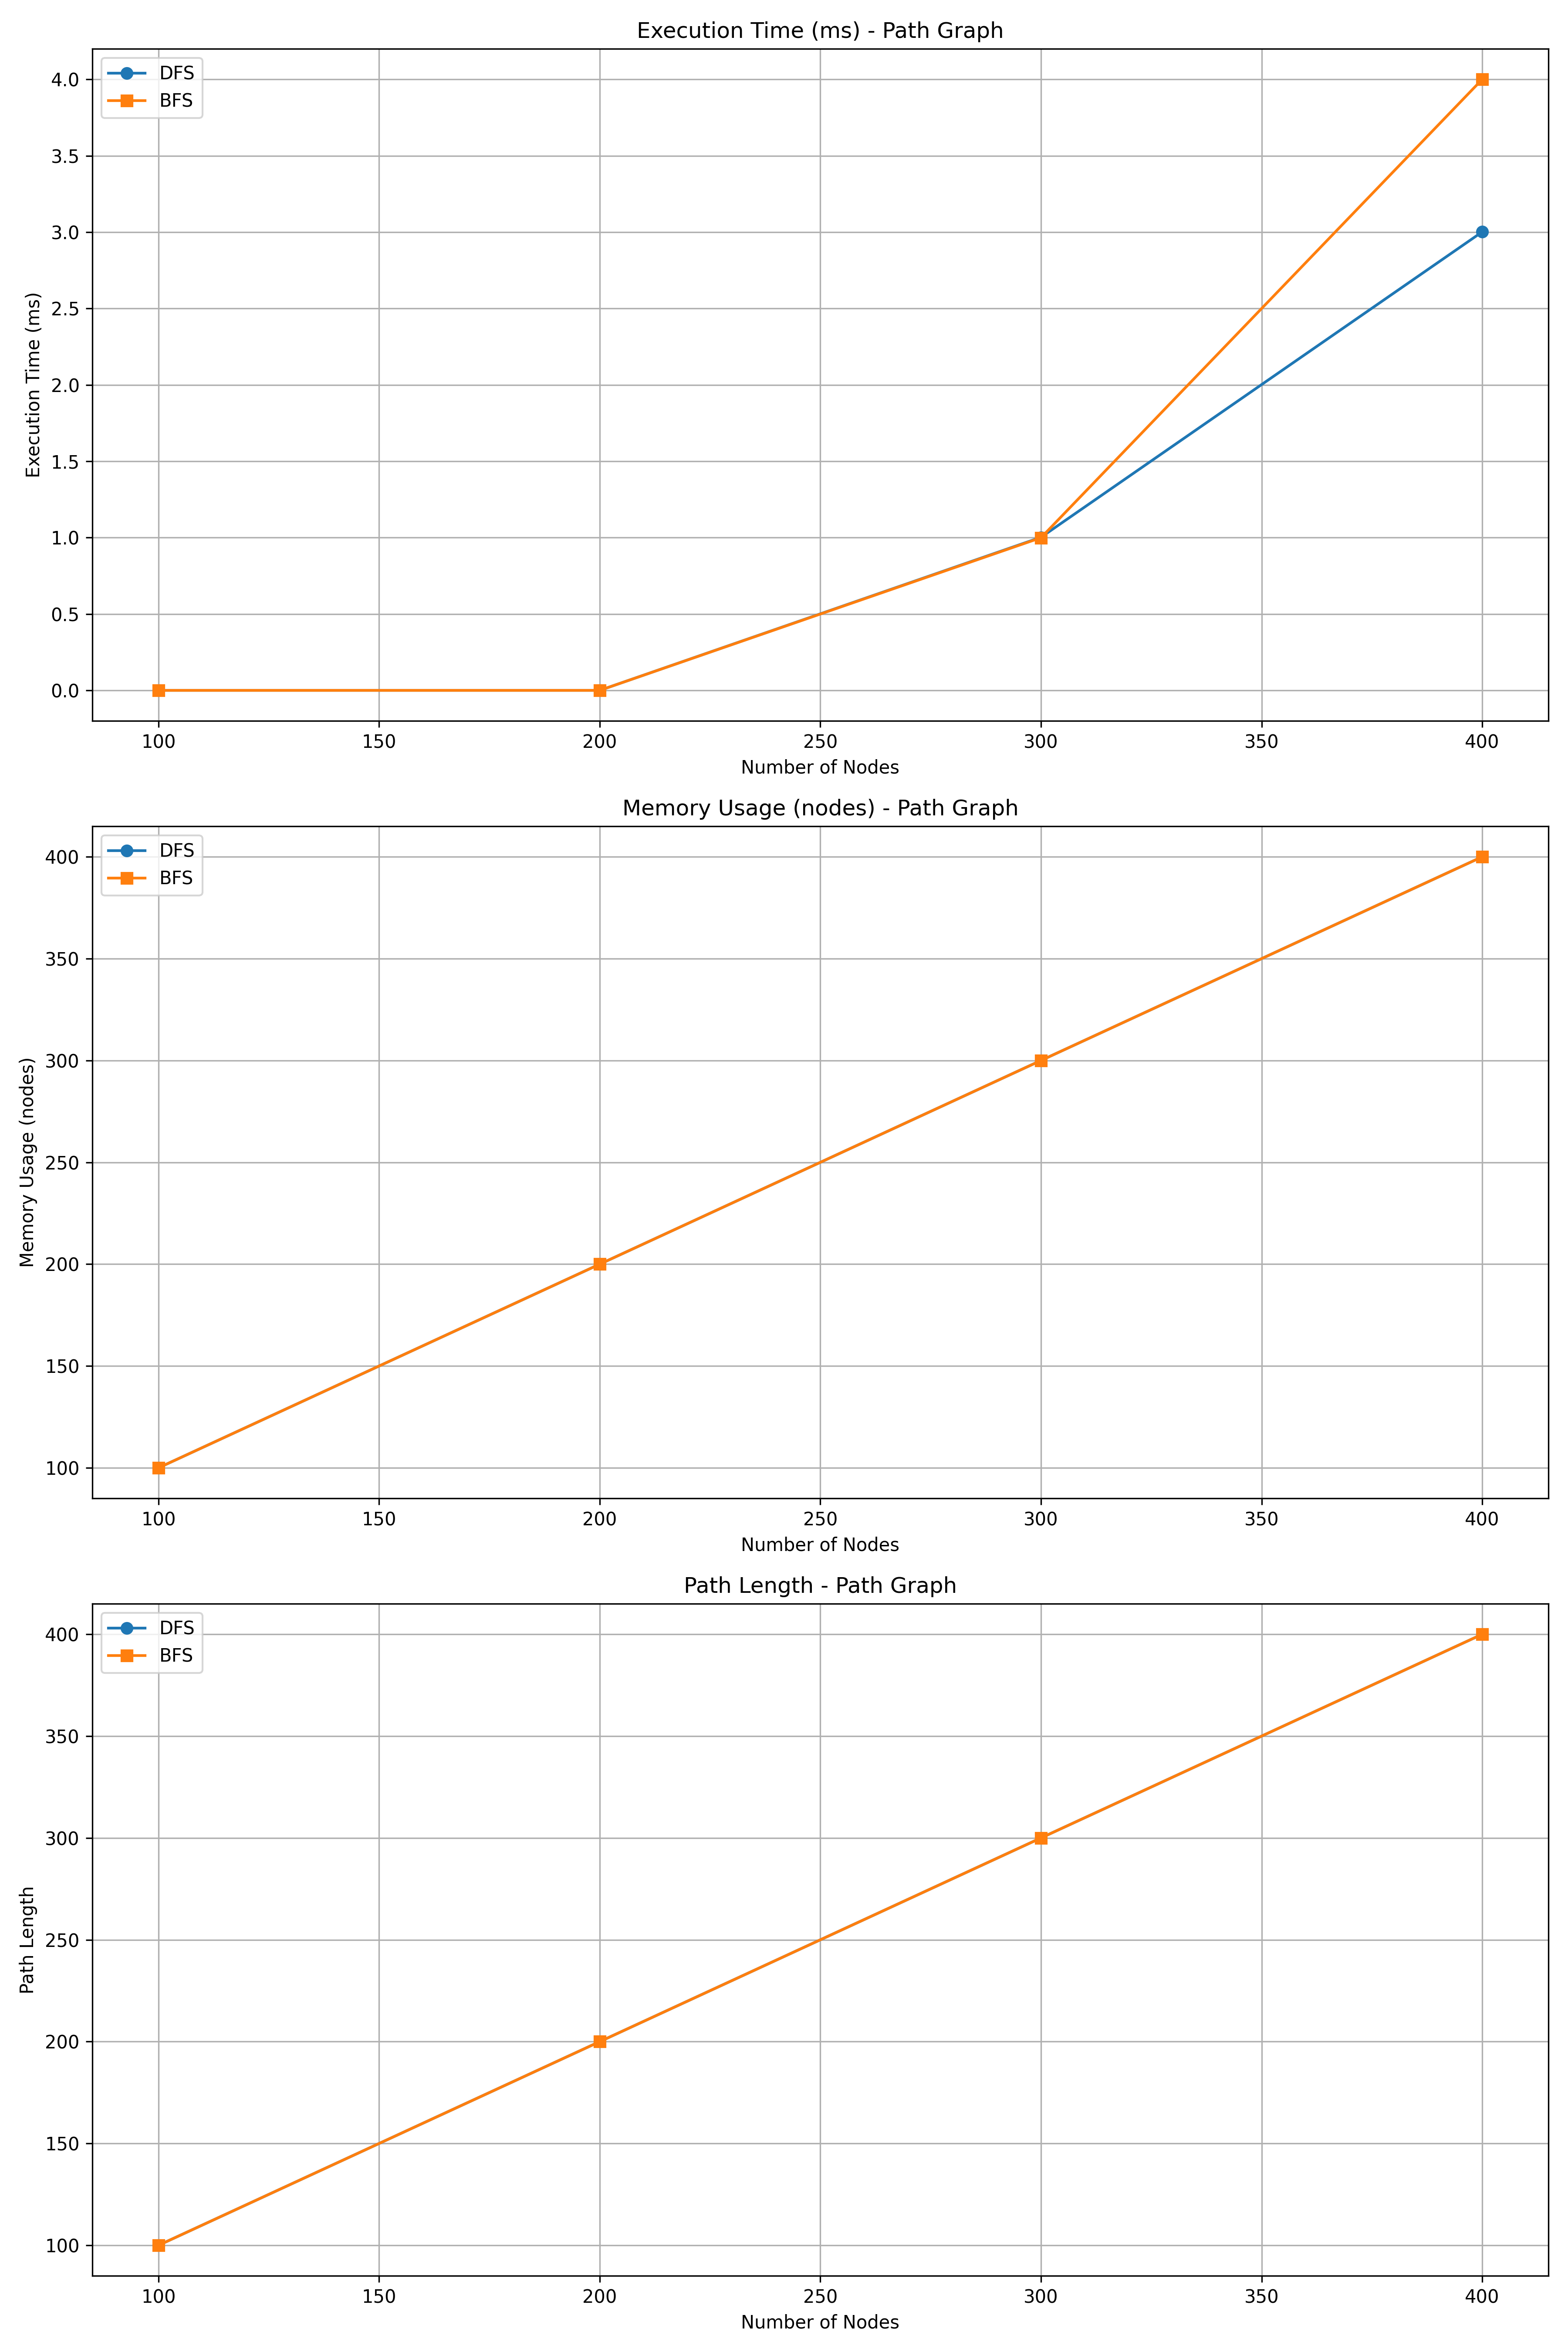 Execution Time (ms) - Path Graph
DFS
BFS
4.0
3.5
3.0
2.5
2.0
1.5
1.0
0.5
0.0
Execution Time (ms)
100 150 200 250 300 350 400
Number of Nodes
Memory Usage (nodes) - Path Graph
DFS
BFS
400
350
300
250
200
150
100
Memory Usage (nodes)
100 150 200 250 300 350 400
Number of Nodes
Path Length - Path Graph
DFS
BFS
400
350
300
250
200
150
100
Path Length
100 150 200 250 300 350 400
Number of Nodes